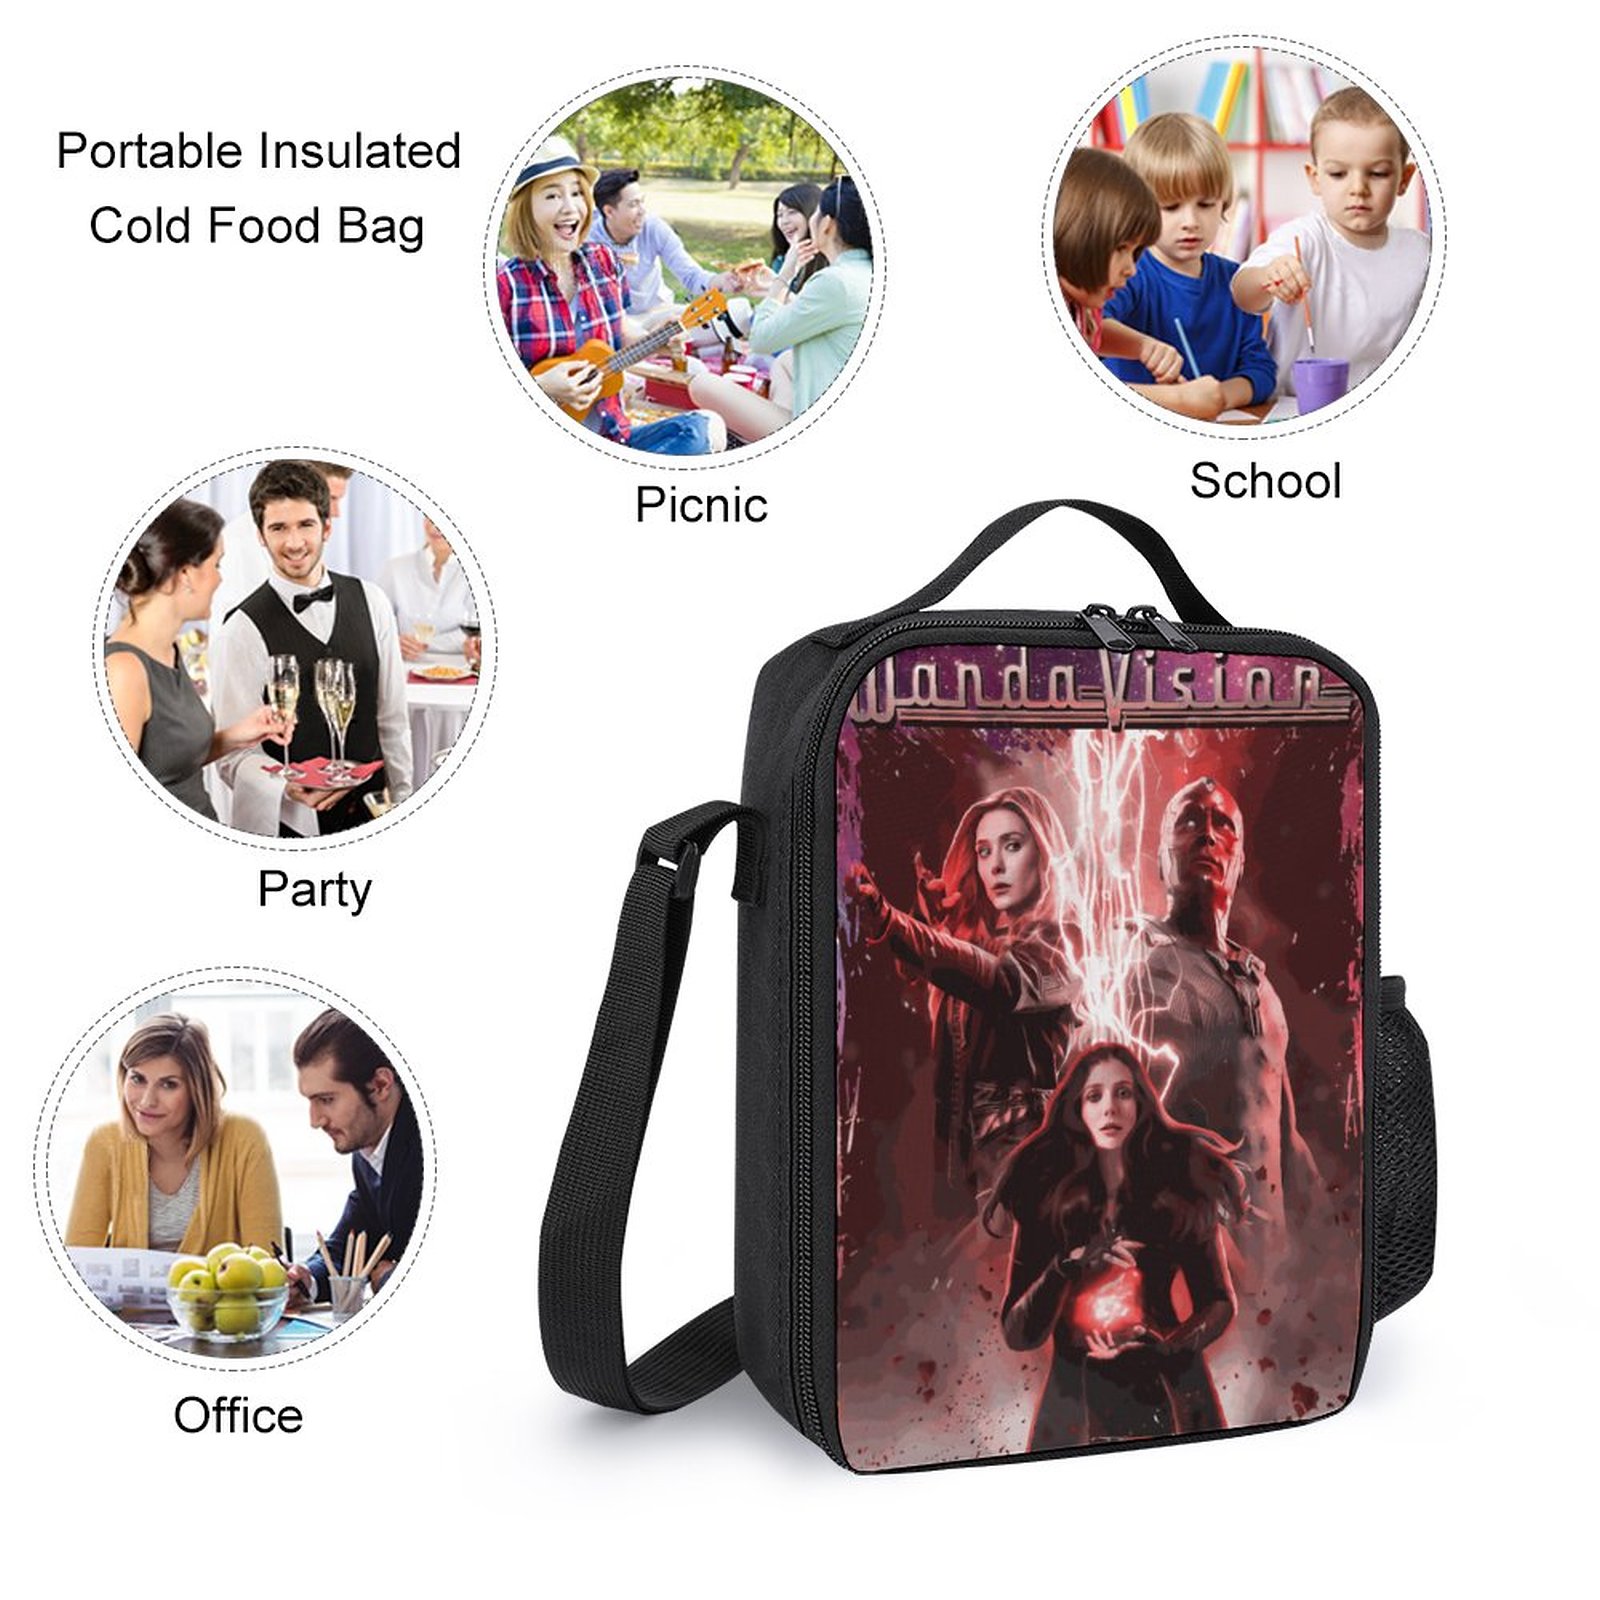 Portable Insulated
Cold Food Bag
Picnic
School
Party
Office
WandaVision